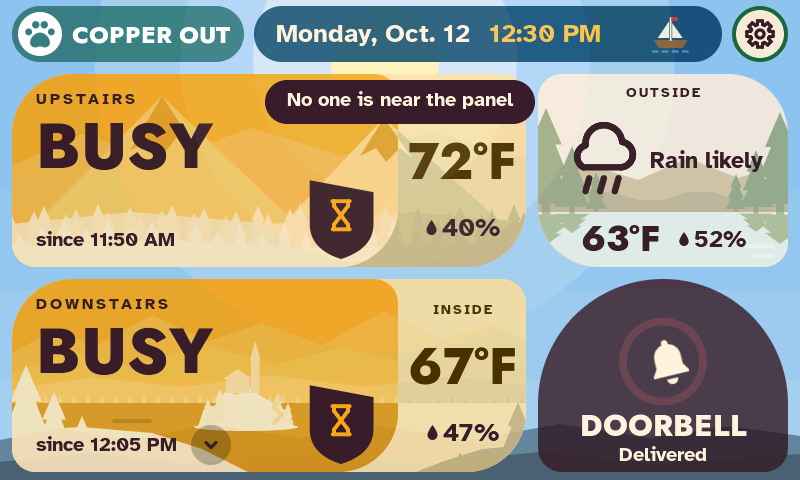 COPPER OUT
Monday, Oct. 12 12:30 PM
No one is near the panel
UPSTAIRS
BUSY
since 11:50 AM
72°F
40%
OUTSIDE
Rain likely
63°F 52%
DOWNSTAIRS
BUSY
since 12:05 PM
INSIDE
67°F
47%
DOORBELL
Delivered